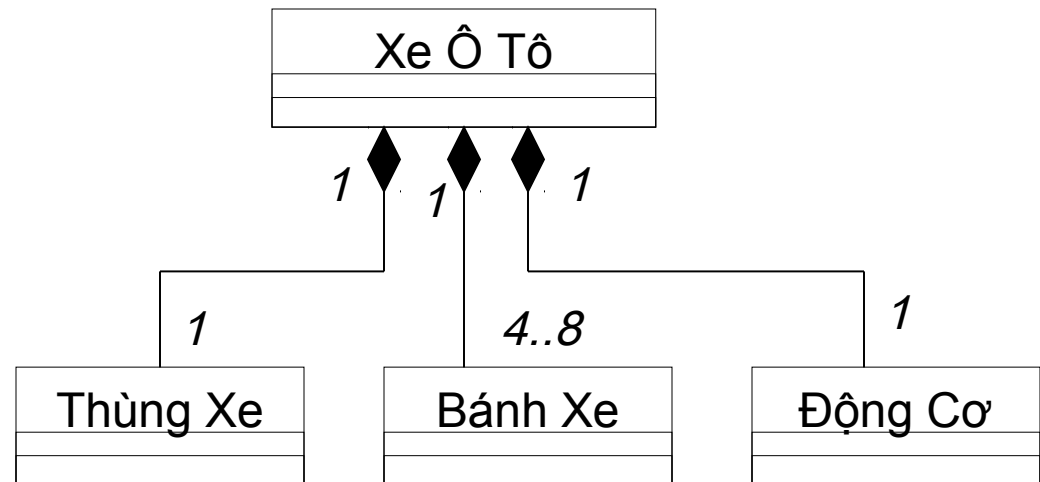 Xe Ô Tô
1
1
1
1
4..8
1
Thùng Xe
Bánh Xe
Động Cơ